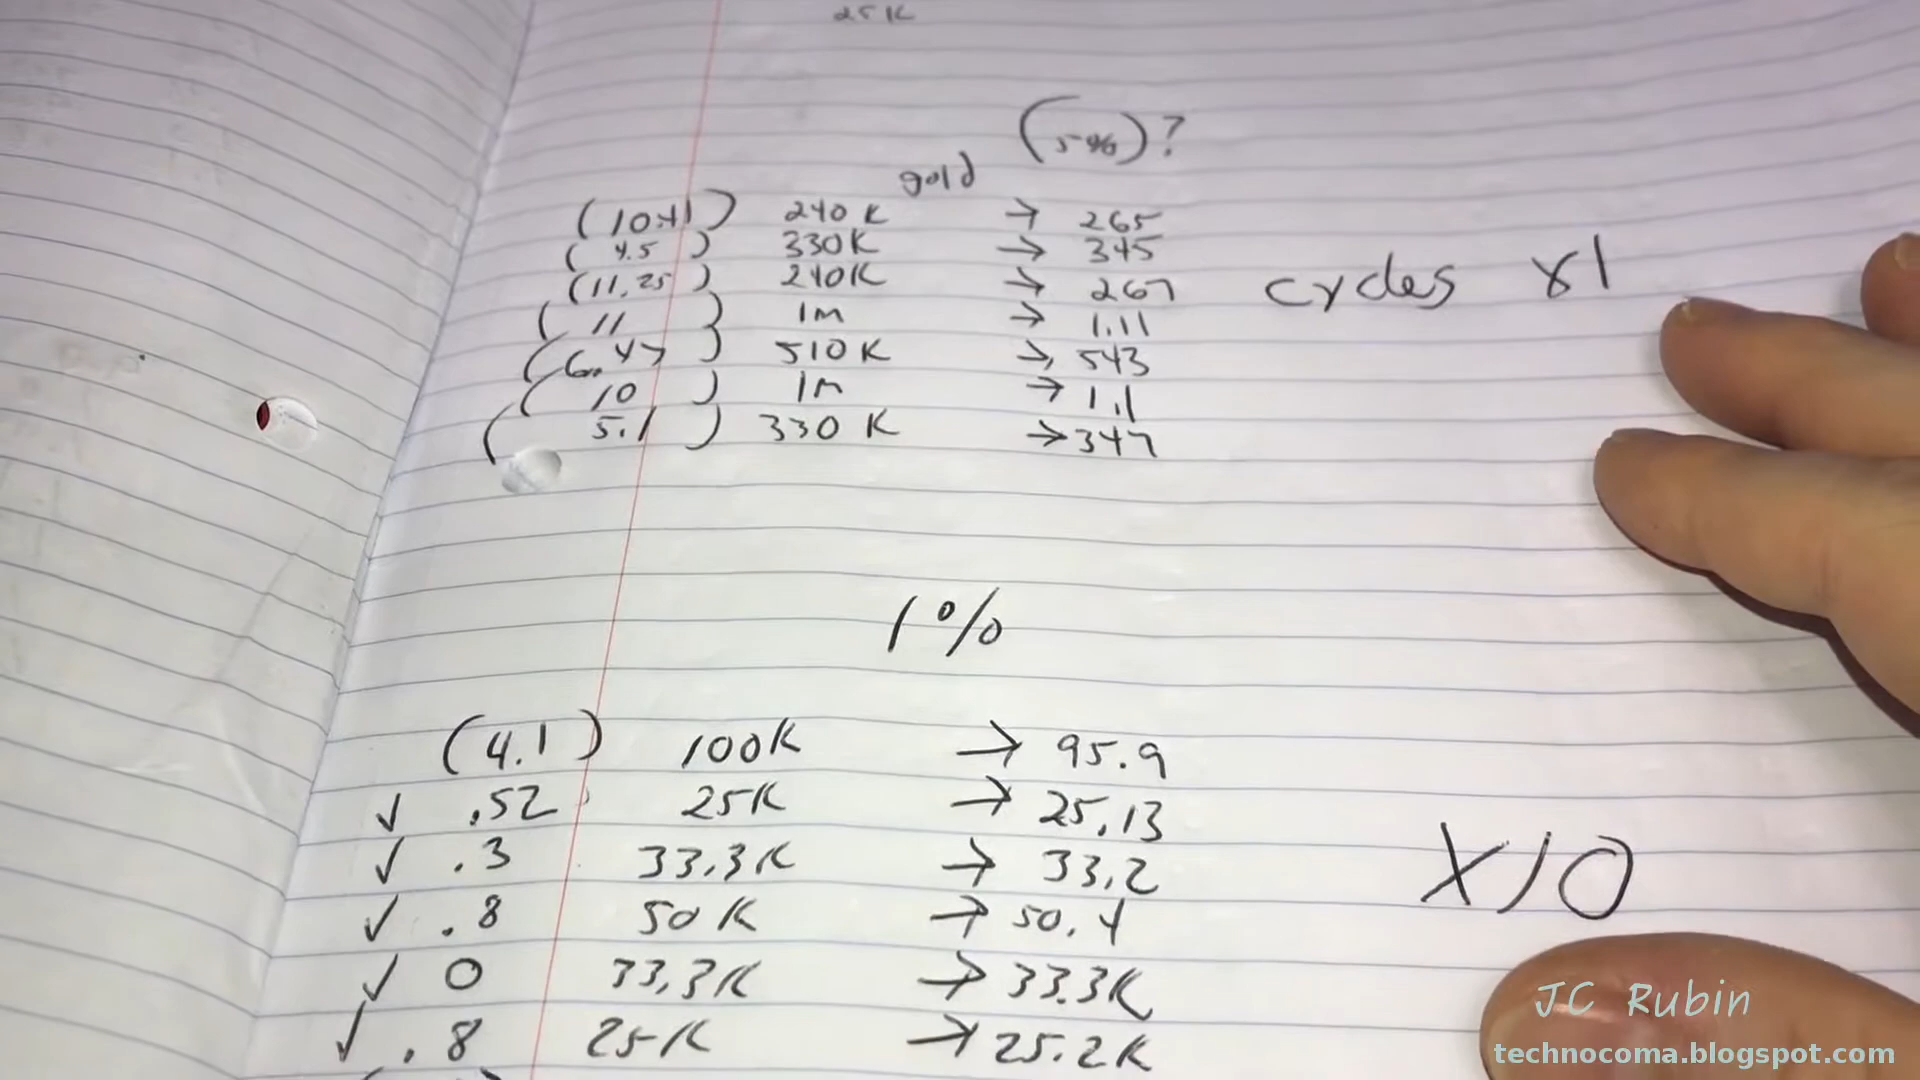 25K
(5%)?
gold
(10.41) 240K → 265
(4.5) 330K → 345
(11.25) 240K → 267
cycles x1
(11) 1m → 1.11
(6.47) 510K → 543
(10) 1m → 1.1
(5.1) 330K → 347
1%
(4.1) 100K → 95.9
✓ .52 25K → 25.13
✓ .3 33.3K → 33.2
X10
✓ .8 50K → 50.4
✓ 0 33.3K → 33.3K
✓ .8 25K → 25.2K
JC Rubin
technocoma.blogspot.com